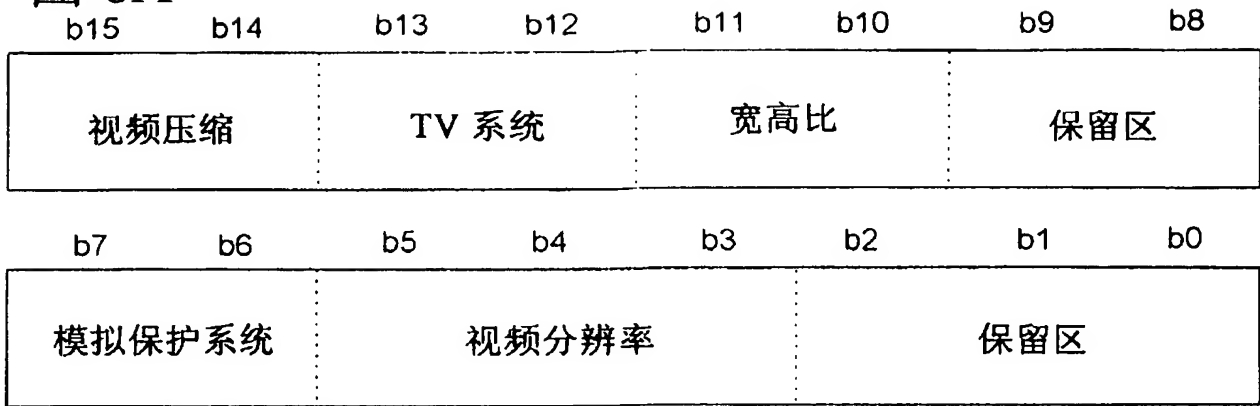 b15 b14 b13 b12 b11 b10 b9 b8
视频压缩 TV 系统 宽高比 保留区
b7 b6 b5 b4 b3 b2 b1 b0
模拟保护系统 视频分辨率 保留区